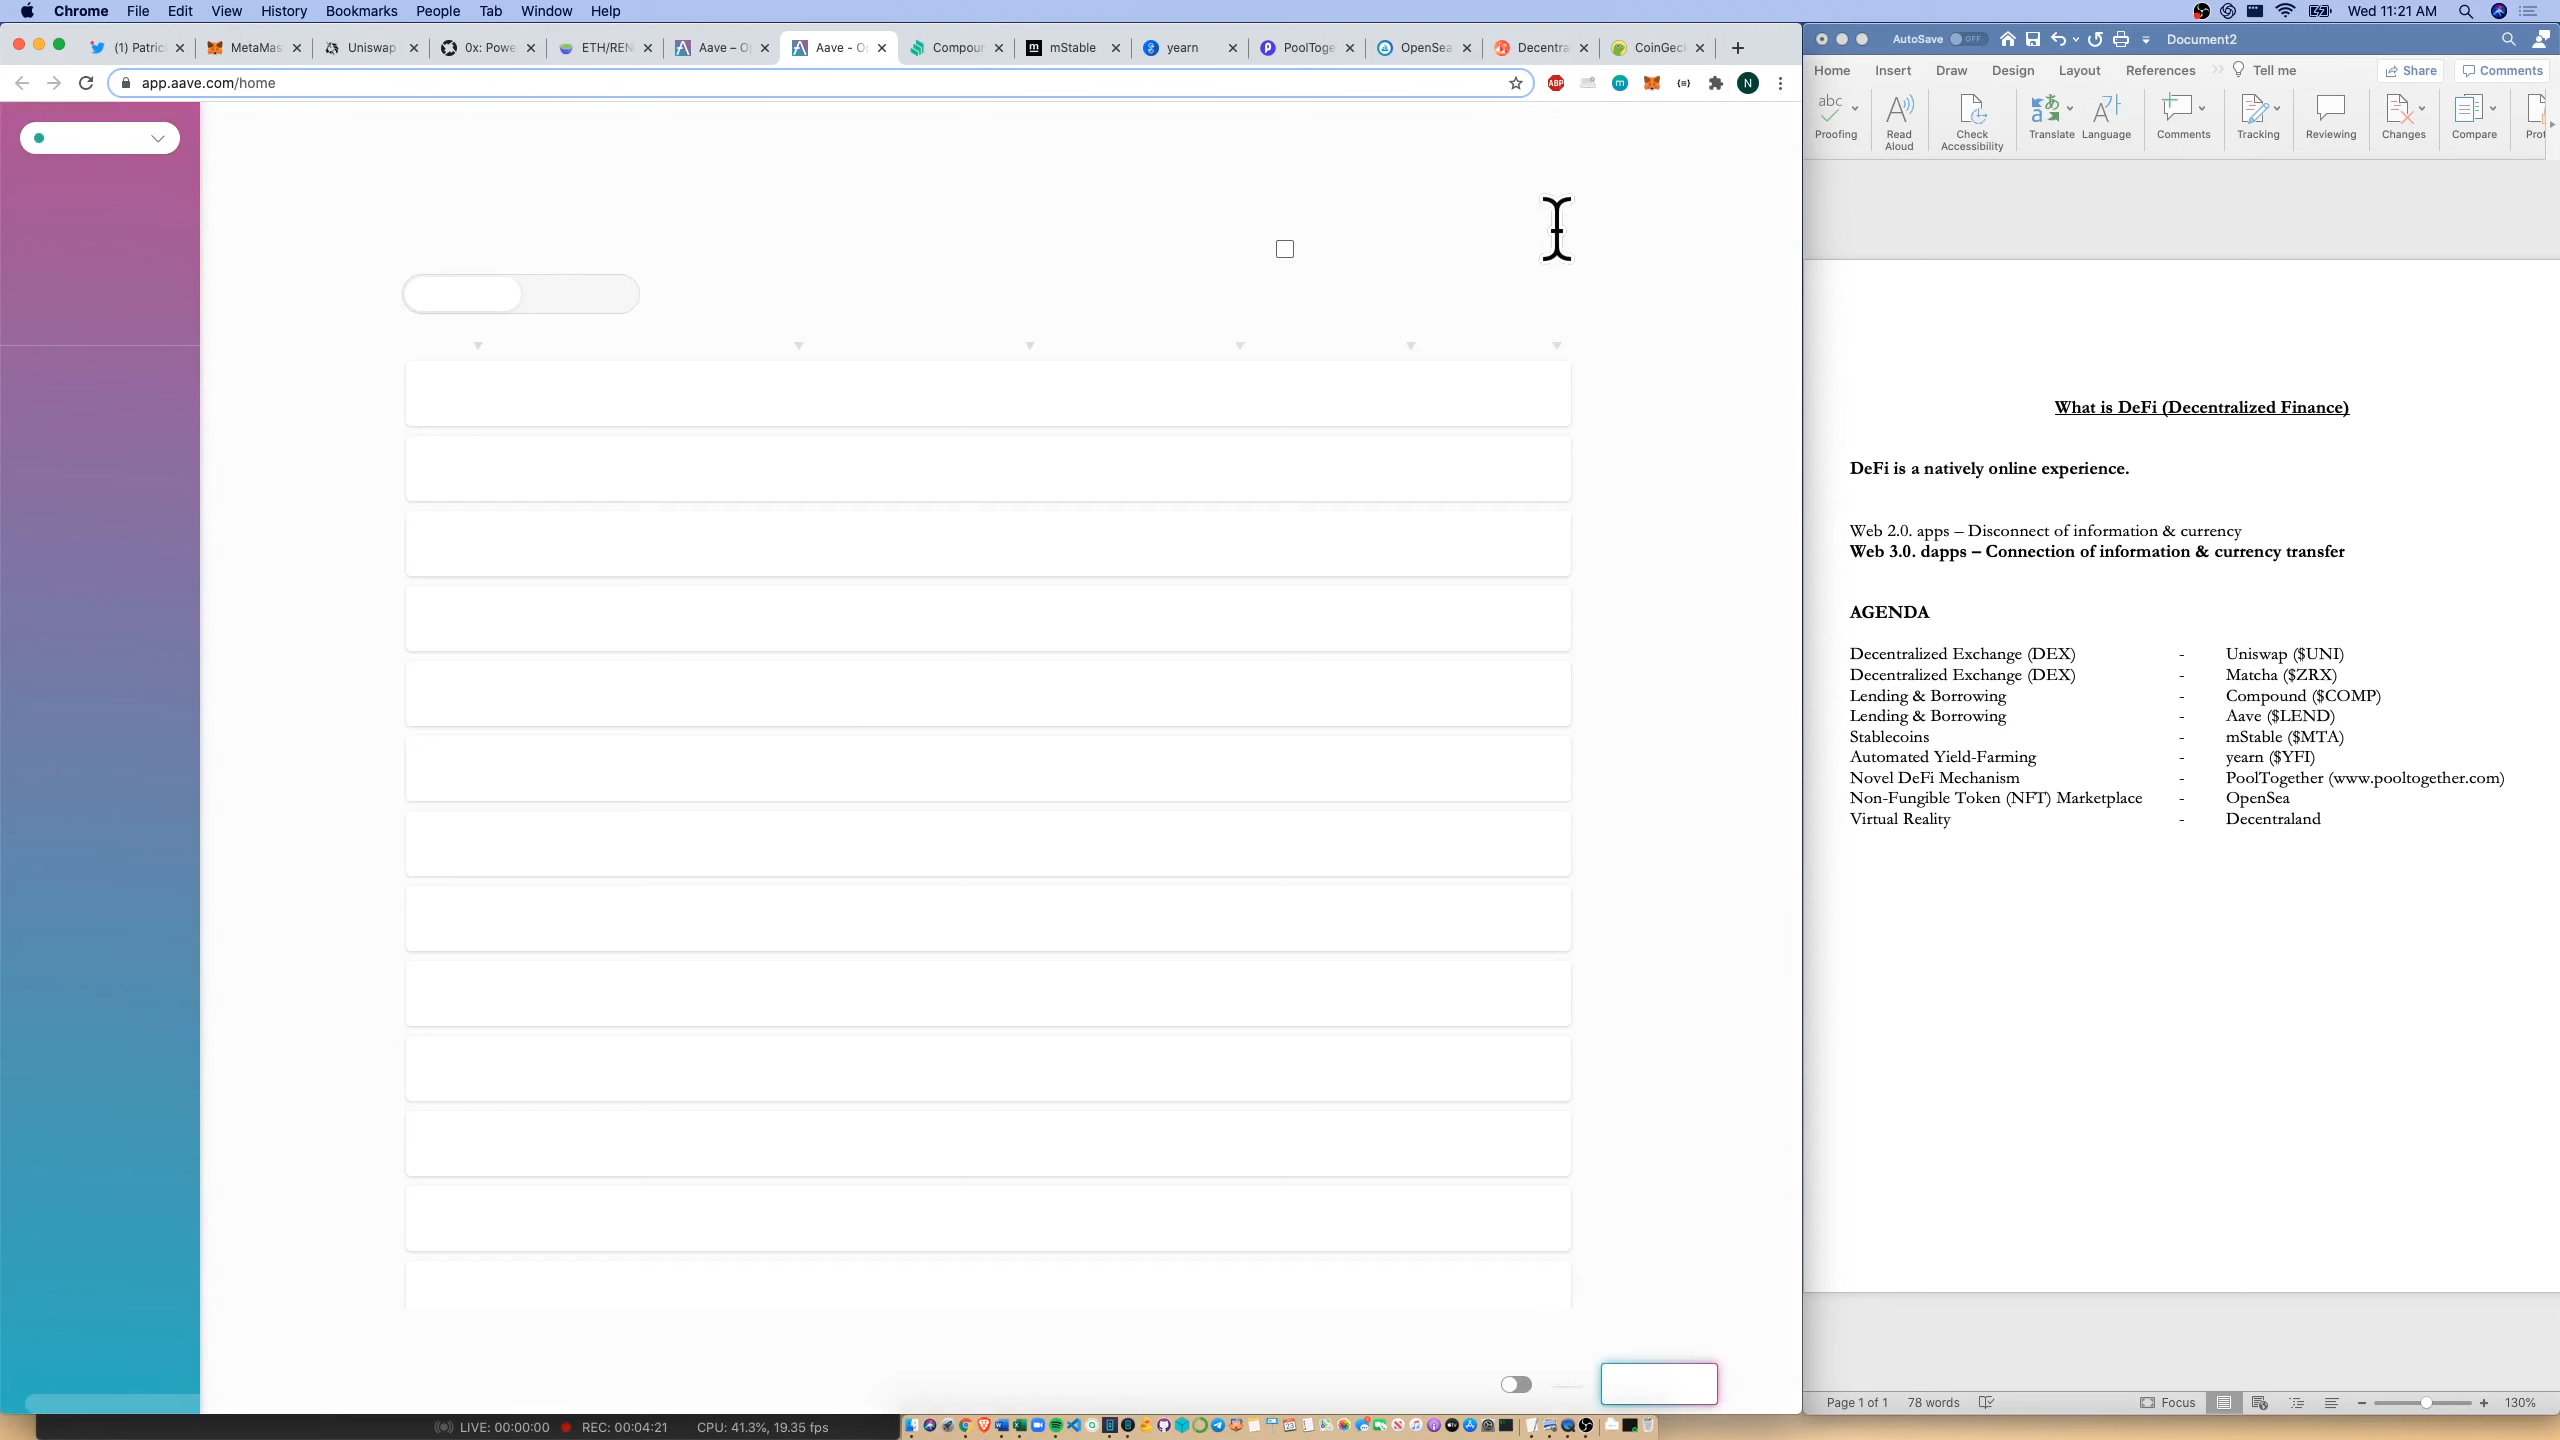 Chrome File Edit View History Bookmarks People Tab Window Help
Wed 11:21 AM
(1) Patric MetaMas Uniswap 0x: Powe ETH/REN Aave – O Aave - O Compoun mStable yearn PoolToge OpenSea Decentra CoinGec
app.aave.com/home
ABP
N
AutoSave OFF Document2
Home Insert Draw Design Layout References Tell me Share Comments
Proofing Read Aloud Check Accessibility Translate Language Comments Tracking Reviewing Changes Compare Prot
What is DeFi (Decentralized Finance)
DeFi is a natively online experience.
Web 2.0. apps – Disconnect of information & currency
Web 3.0. dapps – Connection of information & currency transfer
AGENDA
Decentralized Exchange (DEX) - Uniswap ($UNI)
Decentralized Exchange (DEX) - Matcha ($ZRX)
Lending & Borrowing - Compound ($COMP)
Lending & Borrowing - Aave ($LEND)
Stablecoins - mStable ($MTA)
Automated Yield-Farming - yearn ($YFI)
Novel DeFi Mechanism - PoolTogether (www.pooltogether.com)
Non-Fungible Token (NFT) Marketplace - OpenSea
Virtual Reality - Decentraland
Page 1 of 1 78 words Focus 130%
LIVE: 00:00:00 REC: 00:04:21 CPU: 41.3%, 19.35 fps